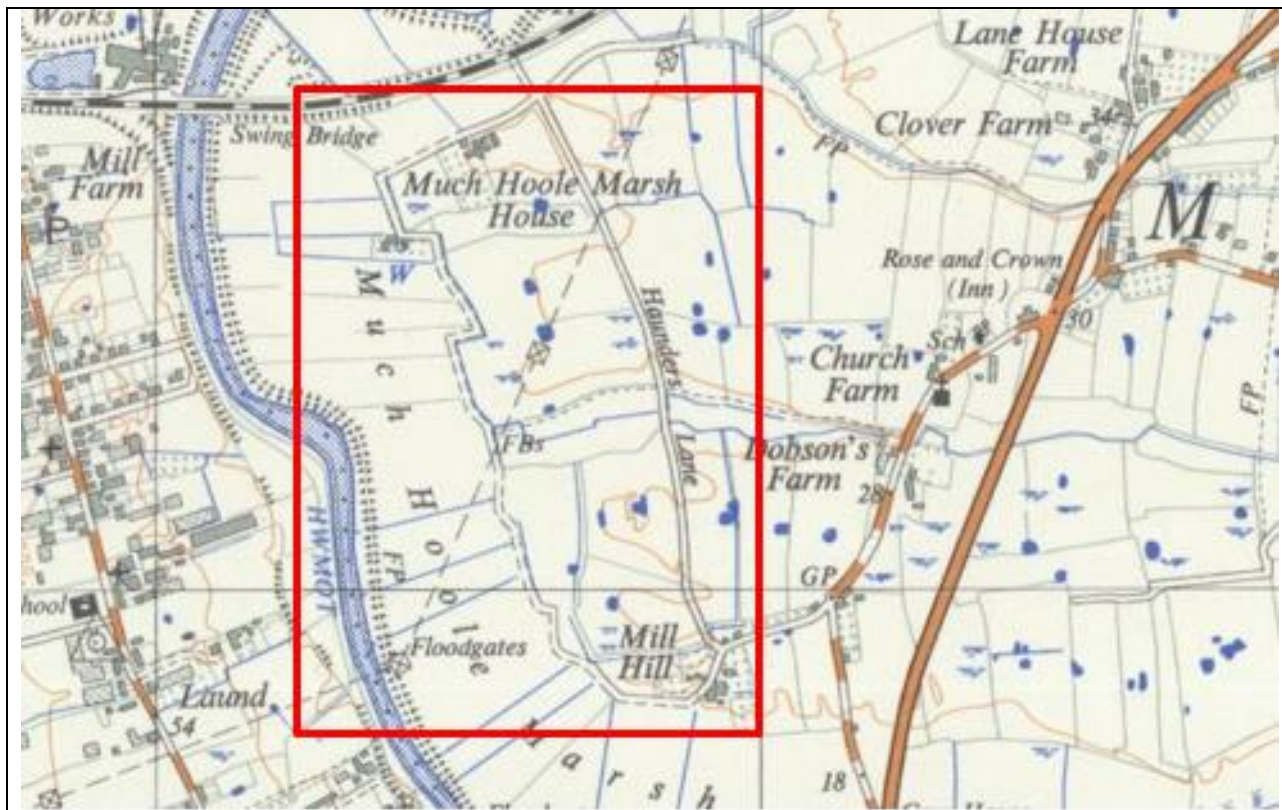 Works
Lane House
Farm
Clover Farm
347
FP
Swing Bridge
Mill
Farm
Much Hoole Marsh
House
P
M
W
Rose and Crown
(Inn)
30
Haunders
Lane
Sch
Church
Farm
FP
FBs
Dobson's
Farm
28
HWMOT
FP
GP
hool
Floodgates
Mill
Hill
Laund
54
Much Hoole
Marsh
18